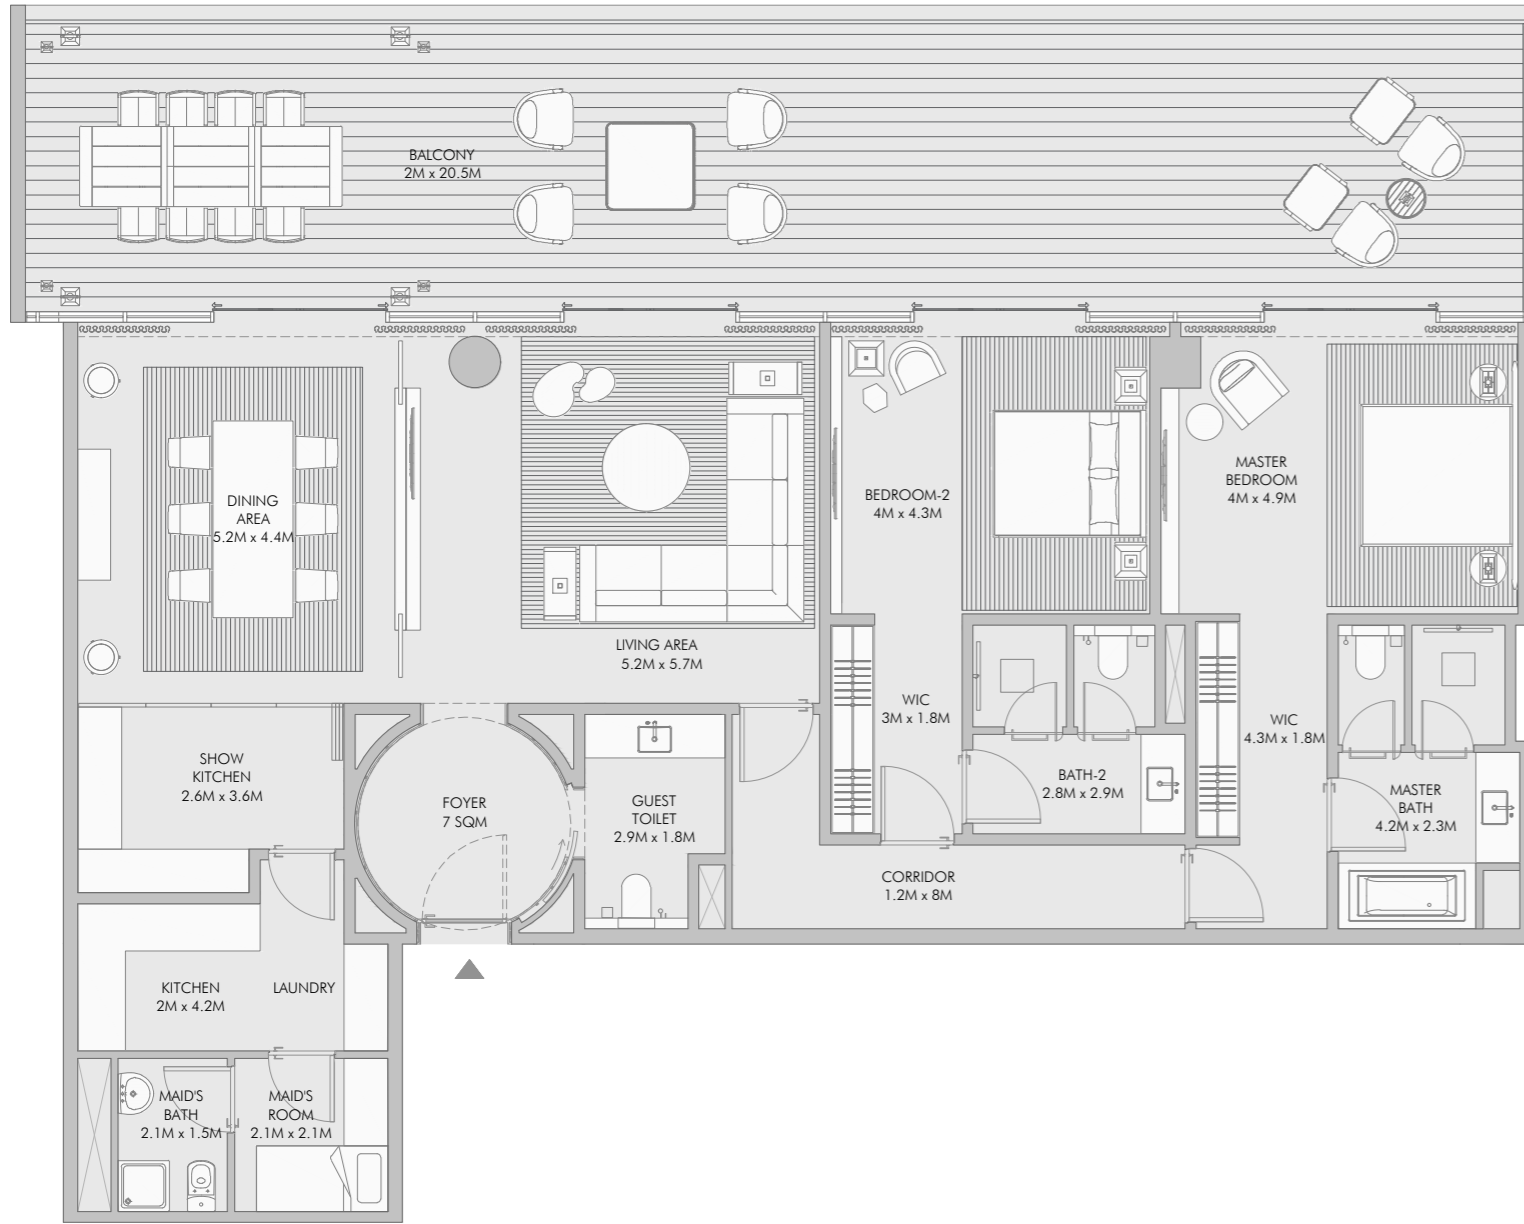 BALCONY
2M x 20.5M
DINING
AREA
5.2M x 4.4M
LIVING AREA
5.2M x 5.7M
BEDROOM-2
4M x 4.3M
MASTER
BEDROOM
4M x 4.9M
WIC
3M x 1.8M
WIC
4.3M x 1.8M
SHOW
KITCHEN
2.6M x 3.6M
FOYER
7 SQM
GUEST
TOILET
2.9M x 1.8M
BATH-2
2.8M x 2.9M
MASTER
BATH
4.2M x 2.3M
CORRIDOR
1.2M x 8M
KITCHEN
2M x 4.2M
LAUNDRY
MAID'S
BATH
2.1M x 1.5M
MAID'S
ROOM
2.1M x 2.1M